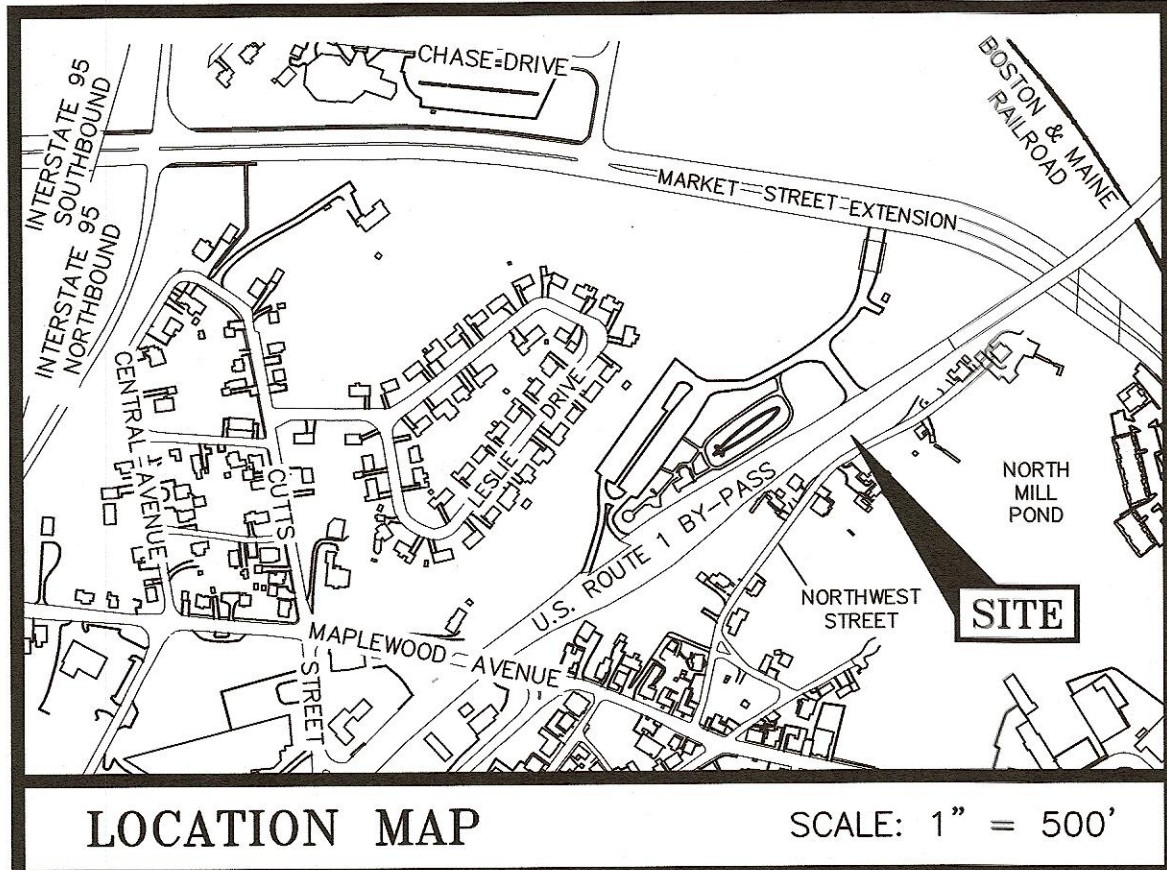 CHASE DRIVE
INTERSTATE 95
SOUTHBOUND
INTERSTATE 95
NORTHBOUND
BOSTON & MAINE
RAILROAD
MARKET STREET EXTENSION
CENTRAL
AVENUE
CUTTS
STREET
LESLIE DRIVE
U.S. ROUTE 1 BY-PASS
NORTH
MILL
POND
NORTHWEST
STREET
SITE
MAPLEWOOD AVENUE
LOCATION MAP
SCALE: 1" = 500'